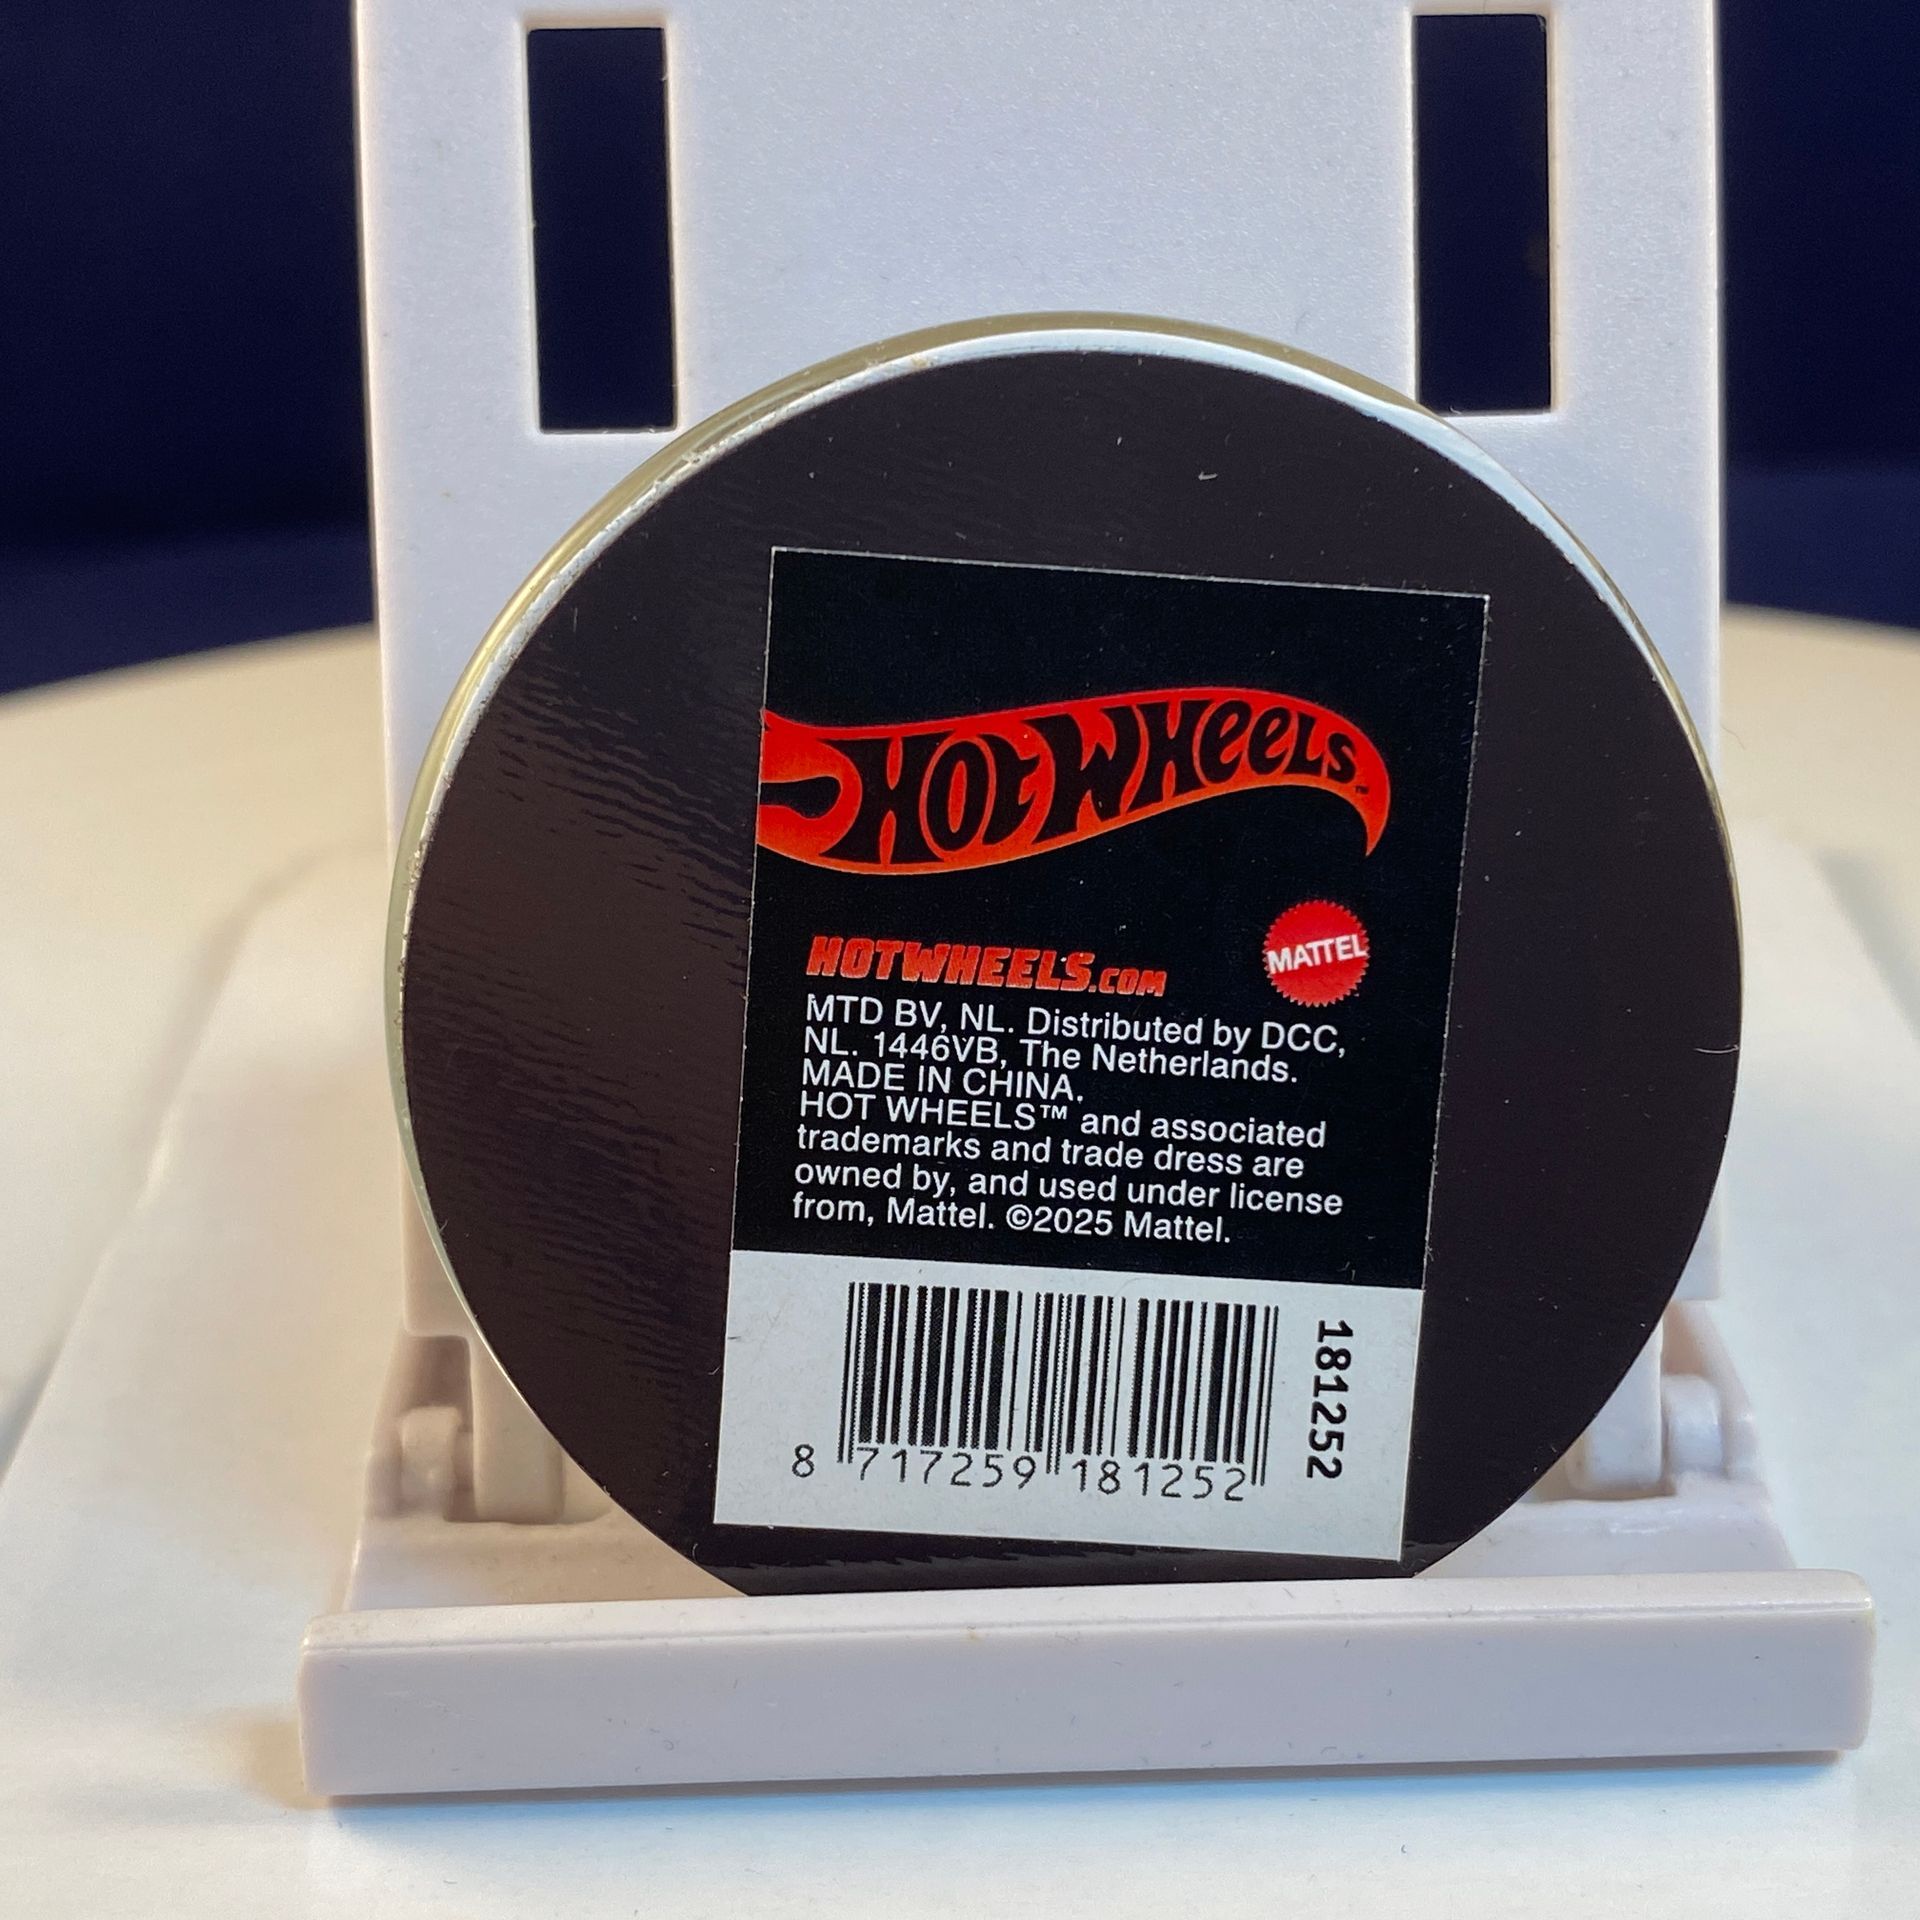 HOT WHEELS™
HOTWHEELS.COM
MATTEL
MTD BV, NL. Distributed by DCC,
NL. 1446VB, The Netherlands.
MADE IN CHINA.
HOT WHEELS™ and associated
trademarks and trade dress are
owned by, and used under license
from, Mattel. ©2025 Mattel.
8 717259 181252
181252